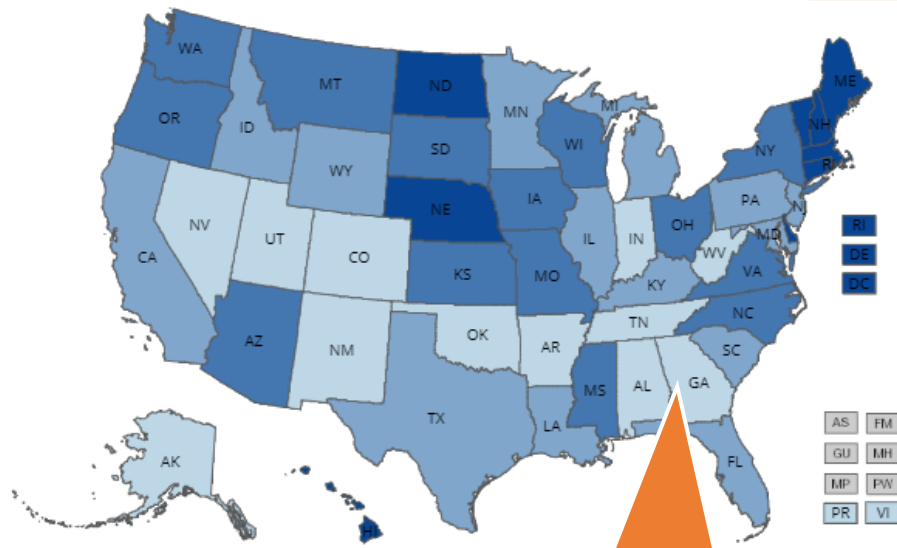 WA
MT
ND
MN
MI
ME
OR
ID
SD
WI
NY
NH
WY
RI
NE
IA
PA
NJ
NV
UT
CO
IL
IN
OH
MD
RI
CA
KS
MO
WV
VA
DE
KY
DC
AZ
NM
OK
AR
TN
NC
SC
TX
LA
MS
AL
GA
AS FM
AK
FL
GU MH
MP PW
PR VI
HI